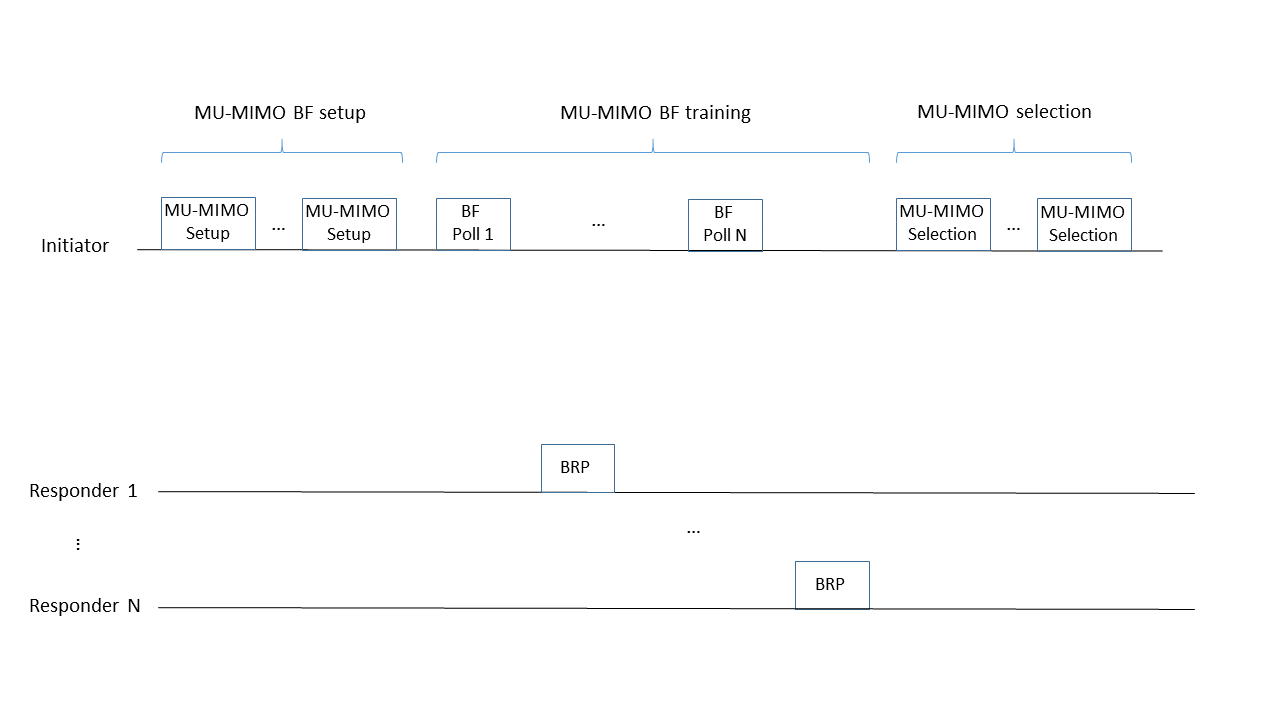 MU-MIMO BF setup
MU-MIMO BF training
MU-MIMO selection
MU-MIMO
Setup
...
MU-MIMO
Setup
BF
Poll 1
...
BF
Poll N
MU-MIMO
Selection
...
MU-MIMO
Selection
Initiator
BRP
Responder 1
...
...
BRP
Responder N